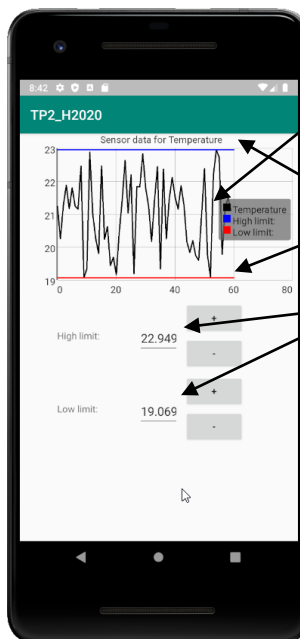 8:42
TP2_H2020
Sensor data for Temperature
23
22
21
20
19
0 20 40 60 80
Temperature
High limit:
Low limit:
+
High limit: 22.949
-
+
Low limit: 19.069
-